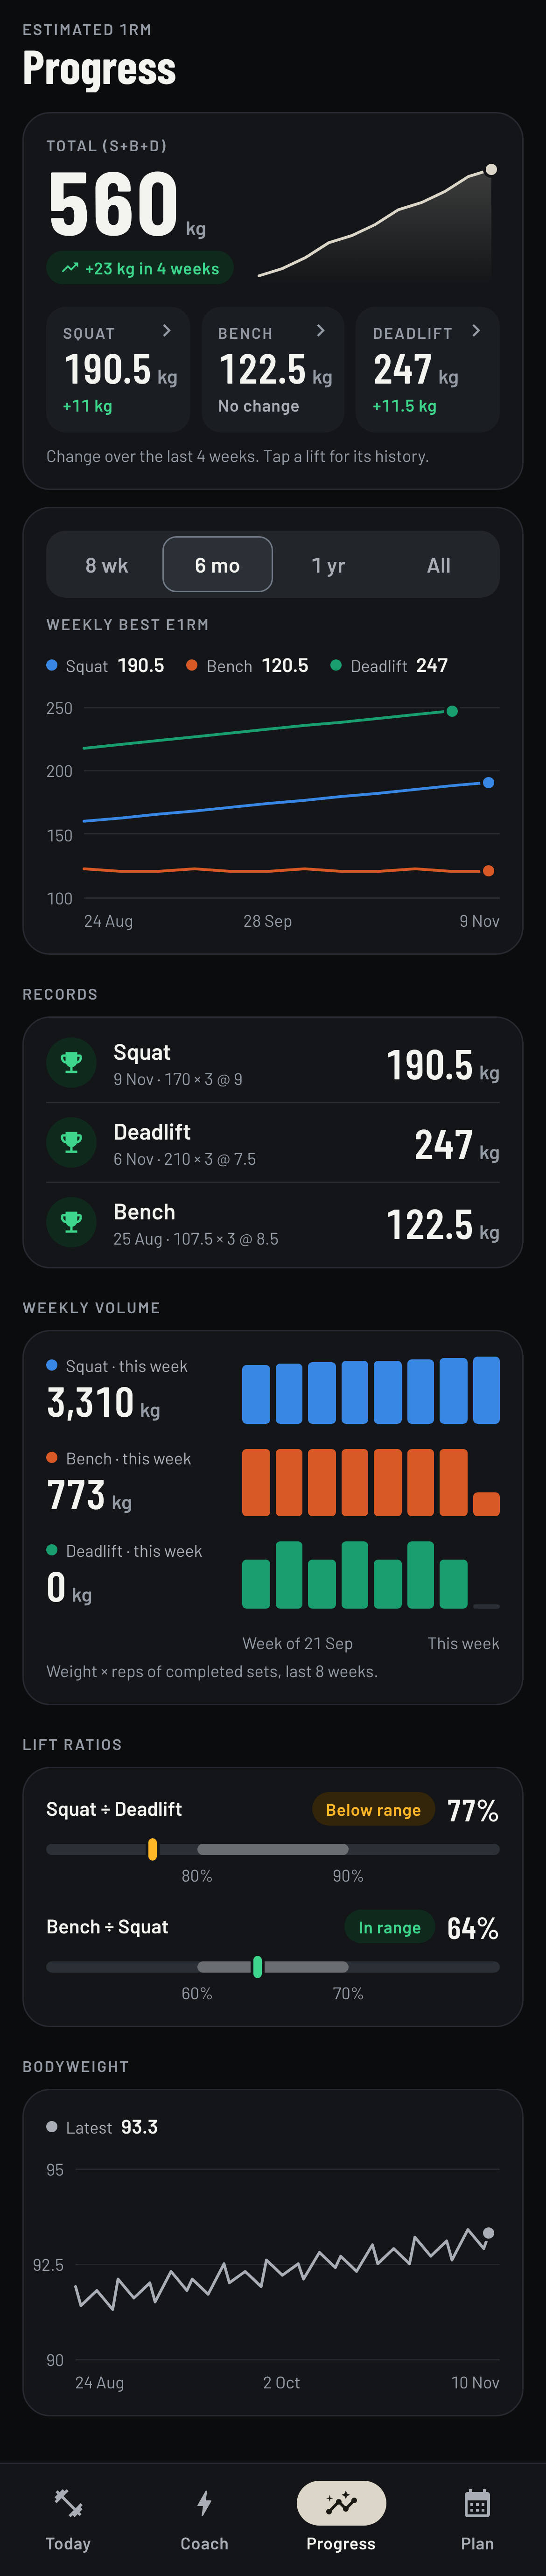 ESTIMATED 1RM
Progress
TOTAL (S+B+D)
560 kg
+23 kg in 4 weeks
SQUAT
190.5 kg
+11 kg
BENCH
122.5 kg
No change
DEADLIFT
247 kg
+11.5 kg
Change over the last 4 weeks. Tap a lift for its history.
8 wk 6 mo 1 yr All
WEEKLY BEST E1RM
Squat 190.5 Bench 120.5 Deadlift 247
250
200
150
100
24 Aug 28 Sep 9 Nov
RECORDS
Squat
9 Nov · 170 × 3 @ 9
190.5 kg
Deadlift
6 Nov · 210 × 3 @ 7.5
247 kg
Bench
25 Aug · 107.5 × 3 @ 8.5
122.5 kg
WEEKLY VOLUME
Squat · this week
3,310 kg
Bench · this week
773 kg
Deadlift · this week
0 kg
Week of 21 Sep This week
Weight × reps of completed sets, last 8 weeks.
LIFT RATIOS
Squat ÷ Deadlift Below range 77%
80% 90%
Bench ÷ Squat In range 64%
60% 70%
BODYWEIGHT
Latest 93.3
95
92.5
90
24 Aug 2 Oct 10 Nov
Today Coach Progress Plan